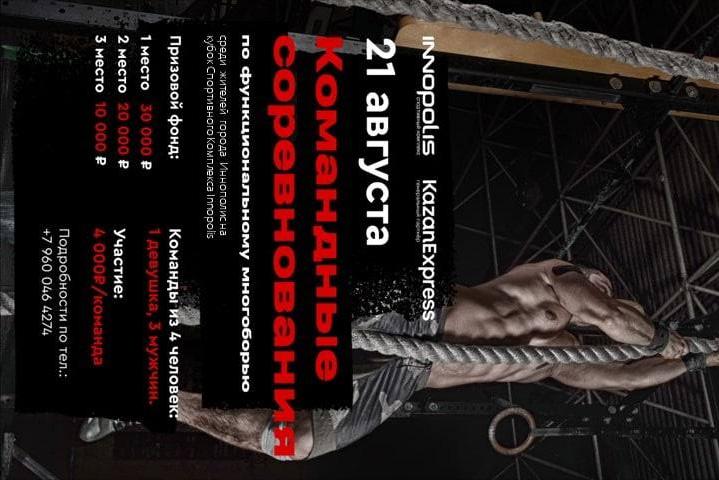 INNOPOLIS
спортивный комплекс
KazanExpress
генеральный партнер
21 августа
Командные
соревнования
по функциональному многоборью
среди жителей города Иннополис на
кубок Спортивного Комплекса Innopolis
Призовой фонд:
1 место 30 000 ₽
2 место 20 000 ₽
3 место 10 000 ₽
Команды из 4 человек:
1 девушка, 3 мужчин.
Участие:
4 000₽/команда
Подробности по тел.:
+7 960 046 4274